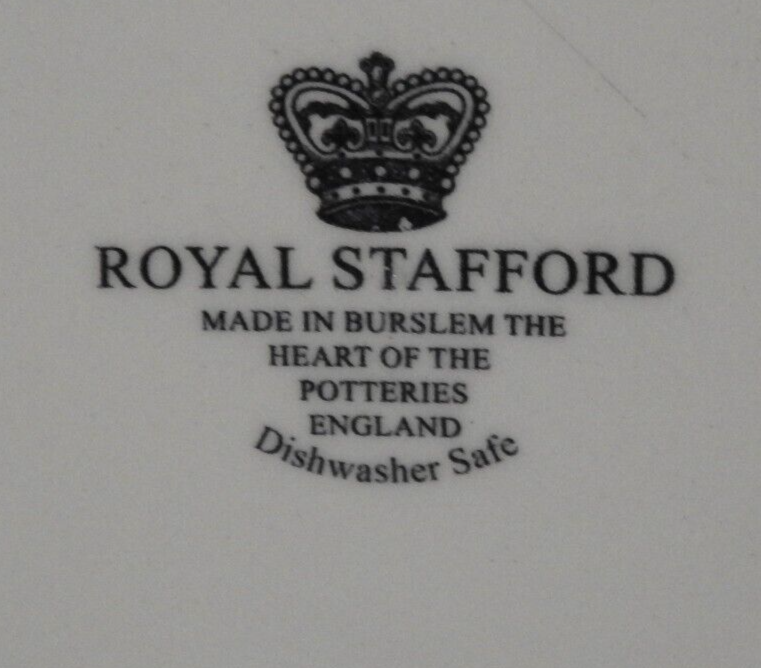 ROYAL STAFFORD
MADE IN BURSLEM THE
HEART OF THE
POTTERIES
ENGLAND
Dishwasher Safe